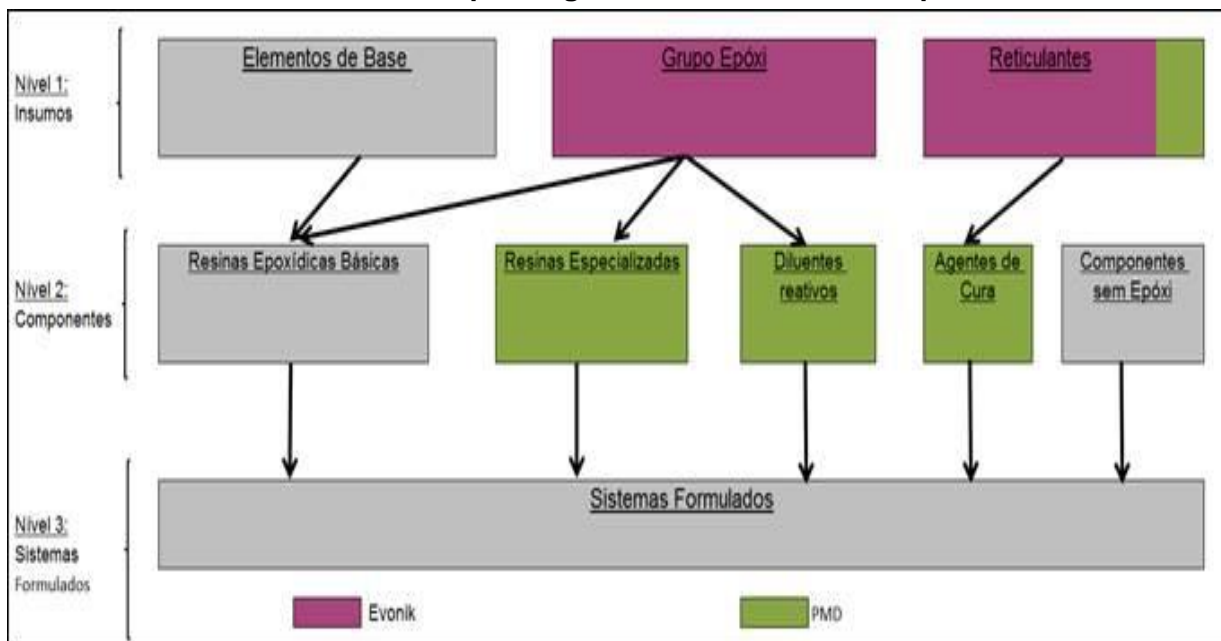 Elementos de Base
Grupo Epóxi
Reticulantes
Nível 1:
Insumos
Resinas Epoxídicas Básicas
Resinas Especializadas
Diluentes
reativos
Agentes de
Cura
Componentes
sem Epóxi
Nível 2:
Componentes
Sistemas Formulados
Nível 3:
Sistemas
Formulados
Evonik
PMD